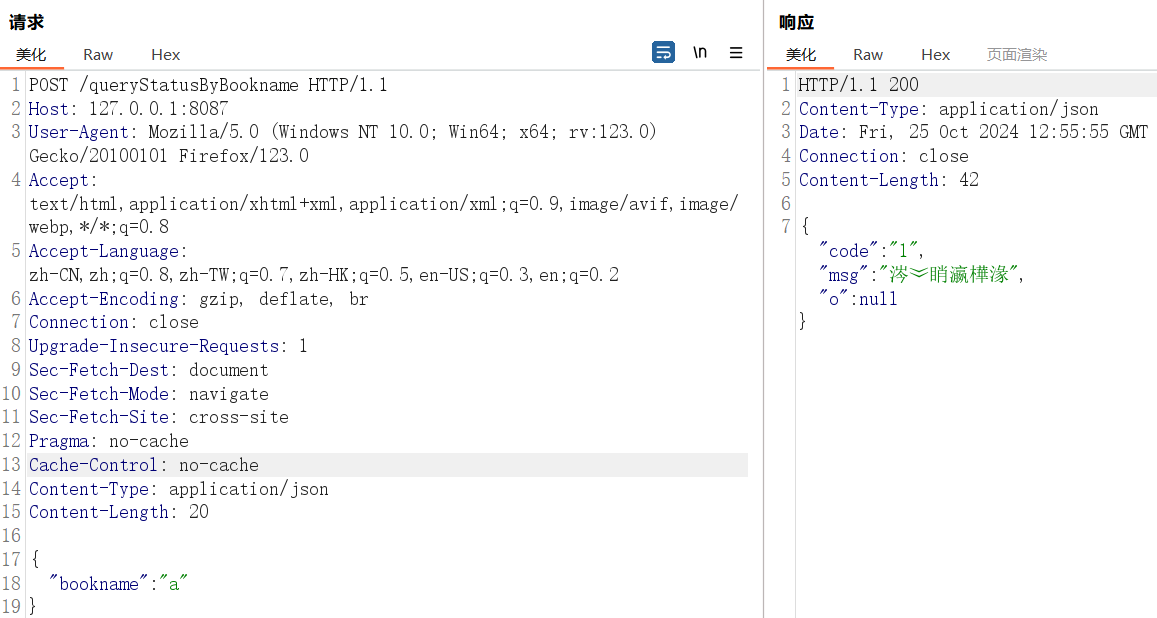 请求
美化 Raw Hex \n
1 POST /queryStatusByBookname HTTP/1.1
2 Host: 127.0.0.1:8087
3 User-Agent: Mozilla/5.0 (Windows NT 10.0; Win64; x64; rv:123.0)
Gecko/20100101 Firefox/123.0
4 Accept:
text/html,application/xhtml+xml,application/xml;q=0.9,image/avif,image/
webp,*/*;q=0.8
5 Accept-Language:
zh-CN,zh;q=0.8,zh-TW;q=0.7,zh-HK;q=0.5,en-US;q=0.3,en;q=0.2
6 Accept-Encoding: gzip, deflate, br
7 Connection: close
8 Upgrade-Insecure-Requests: 1
9 Sec-Fetch-Dest: document
10 Sec-Fetch-Mode: navigate
11 Sec-Fetch-Site: cross-site
12 Pragma: no-cache
13 Cache-Control: no-cache
14 Content-Type: application/json
15 Content-Length: 20
16
17 {
18 "bookname":"a"
19 }
响应
美化 Raw Hex 页面渲染
1 HTTP/1.1 200
2 Content-Type: application/json
3 Date: Fri, 25 Oct 2024 12:55:55 GMT
4 Connection: close
5 Content-Length: 42
6
7 {
"code":"1",
"msg":"涔︾睄瀛樺湪",
"o":null
}